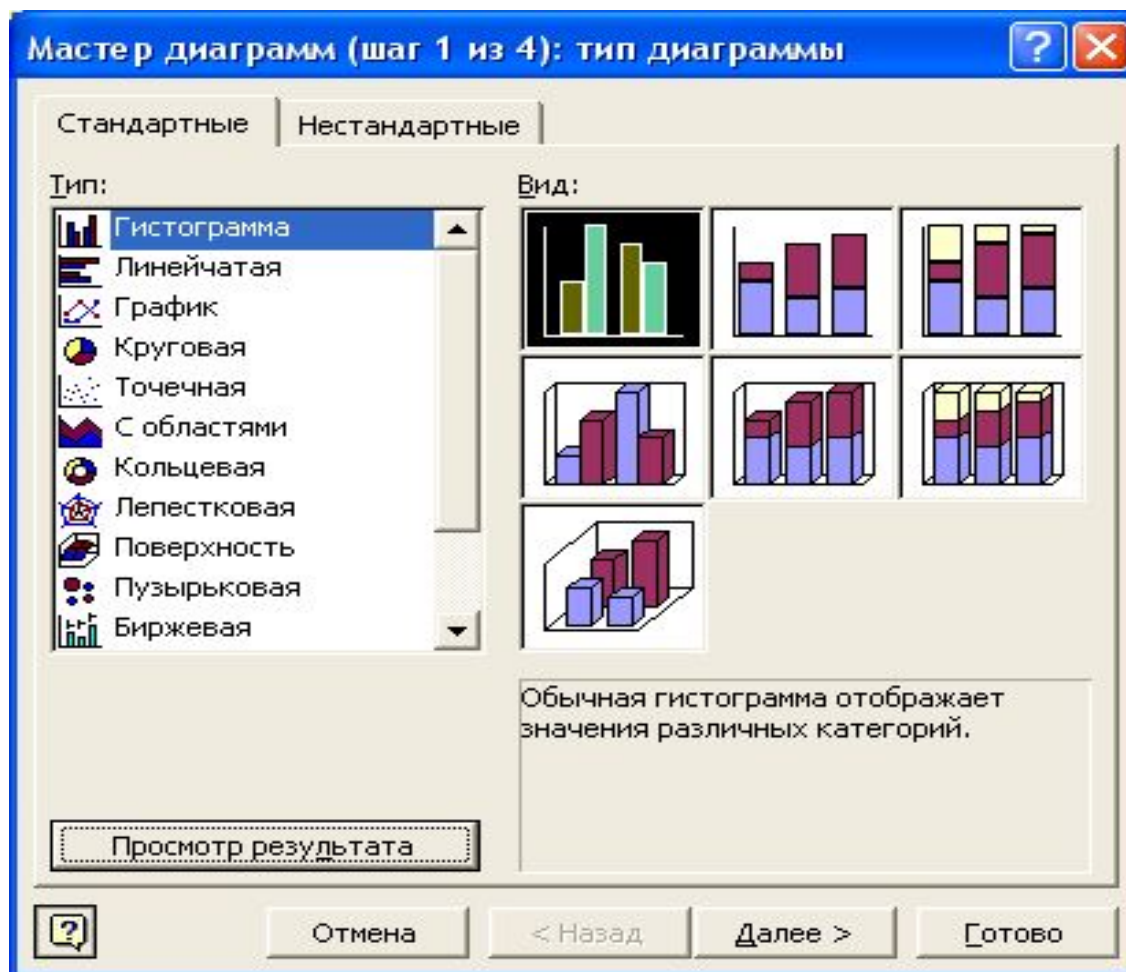 Мастер диаграмм (шаг 1 из 4): тип диаграммы
Стандартные
Нестандартные
Тип:
Гистограмма
Линейчатая
График
Круговая
Точечная
С областями
Кольцевая
Лепестковая
Поверхность
Пузырьковая
Биржевая
Вид:
Обычная гистограмма отображает
значения различных категорий.
Просмотр результата
Отмена
< Назад
Далее >
Готово